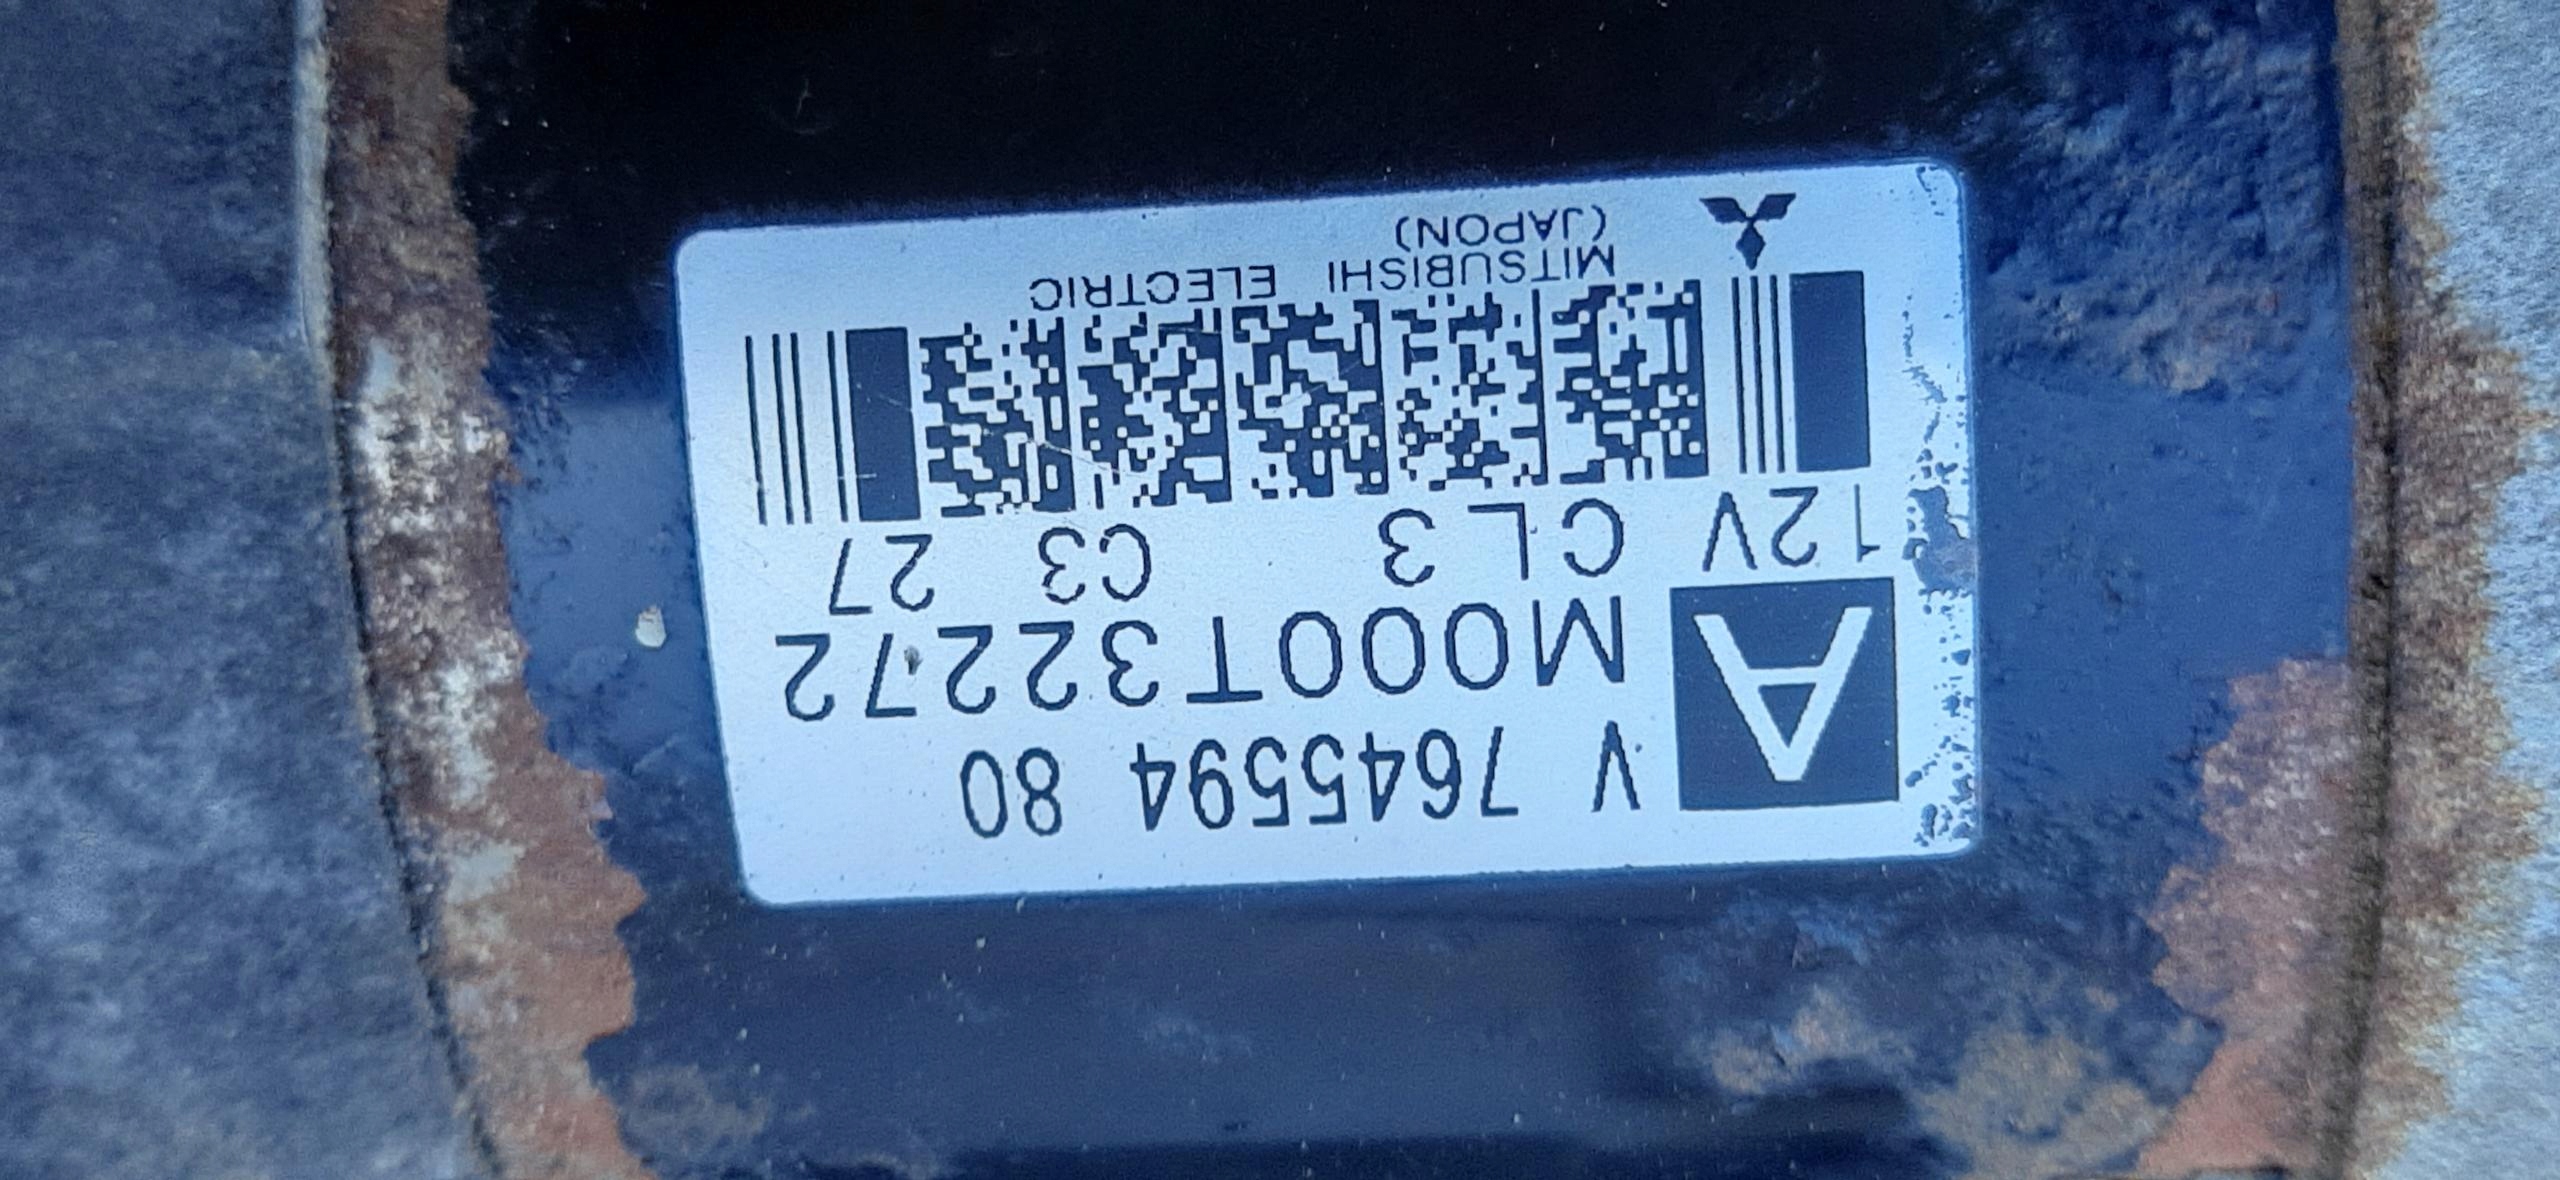 V 7645594 80
A
M000T32272
12V CL3 C3 27
MITSUBISHI ELECTRIC
(JAPON)